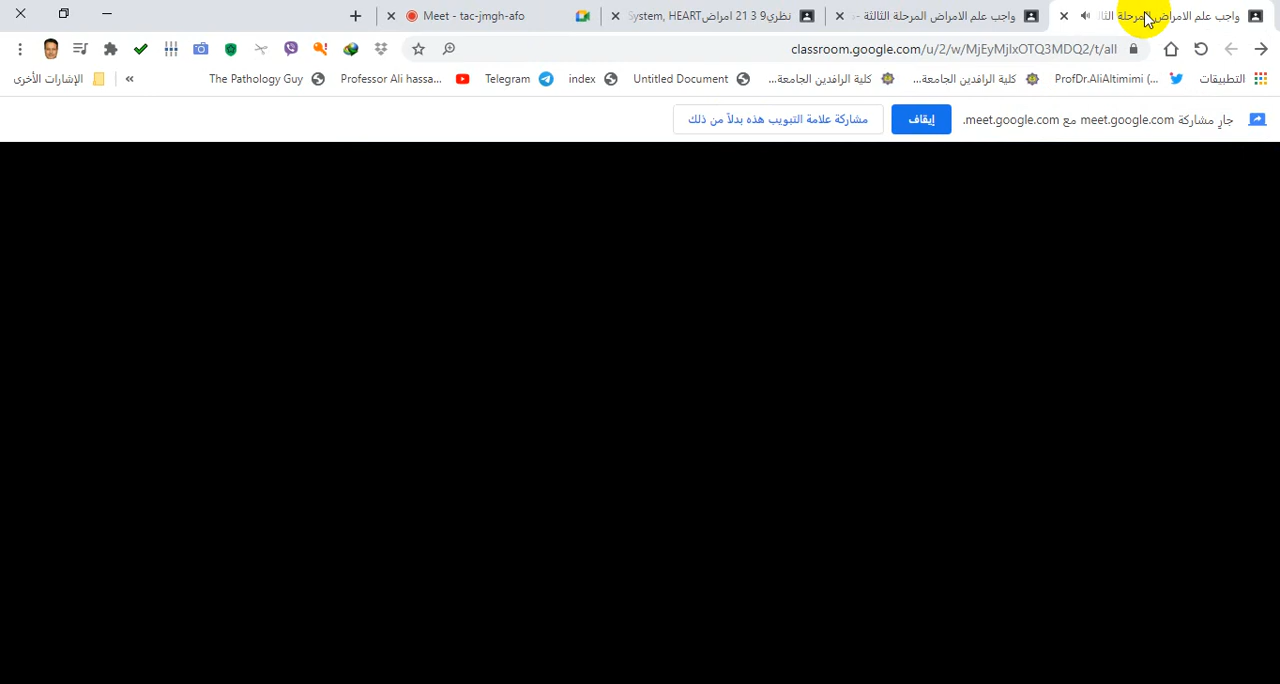 واجب علم الامراض المرحلة الثا
واجب علم الامراض المرحلة الثالثة -
نظري9 3 21 امراضSystem, HEART
Meet - tac-jmgh-afo
classroom.google.com/u/2/w/MjEyMjIxOTQ3MDQ2/t/all
التطبيقات
ProfDr.AliAltimimi (...
كلية الرافدين الجامعة...
كلية الرافدين الجامعة...
Untitled Document
index
Telegram
Professor Ali hassa...
The Pathology Guy
»
الإشارات الأخرى
جارٍ مشاركة meet.google.com مع meet.google.com.
إيقاف
مشاركة علامة التبويب هذه بدلاً من ذلك